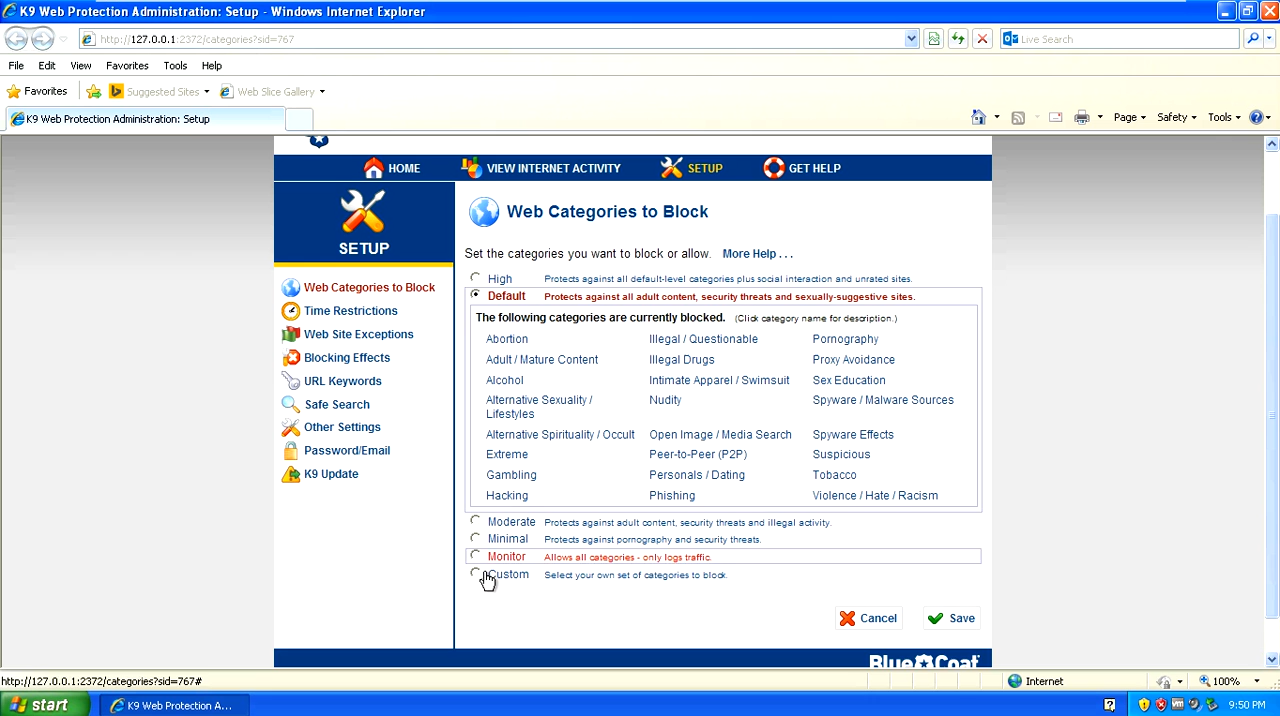 K9 Web Protection Administration: Setup - Windows Internet Explorer
http://127.0.0.1:2372/categories?sid=767
Live Search
File Edit View Favorites Tools Help
Favorites Suggested Sites Web Slice Gallery
K9 Web Protection Administration: Setup
Page Safety Tools
HOME VIEW INTERNET ACTIVITY SETUP GET HELP
SETUP
Web Categories to Block
Time Restrictions
Web Site Exceptions
Blocking Effects
URL Keywords
Safe Search
Other Settings
Password/Email
K9 Update
Web Categories to Block
Set the categories you want to block or allow. More Help . . .
High Protects against all default-level categories plus social interaction and unrated sites.
Default Protects against all adult content, security threats and sexually-suggestive sites.
The following categories are currently blocked. (Click category name for description.)
Abortion Illegal / Questionable Pornography
Adult / Mature Content Illegal Drugs Proxy Avoidance
Alcohol Intimate Apparel / Swimsuit Sex Education
Alternative Sexuality / Nudity Spyware / Malware Sources
Lifestyles
Alternative Spirituality / Occult Open Image / Media Search Spyware Effects
Extreme Peer-to-Peer (P2P) Suspicious
Gambling Personals / Dating Tobacco
Hacking Phishing Violence / Hate / Racism
Moderate Protects against adult content, security threats and illegal activity.
Minimal Protects against pornography and security threats.
Monitor Allows all categories - only logs traffic.
Custom Select your own set of categories to block.
Cancel Save
Blue Coat
http://127.0.0.1:2372/categories?sid=767#
Internet 100%
start K9 Web Protection A... 9:50 PM